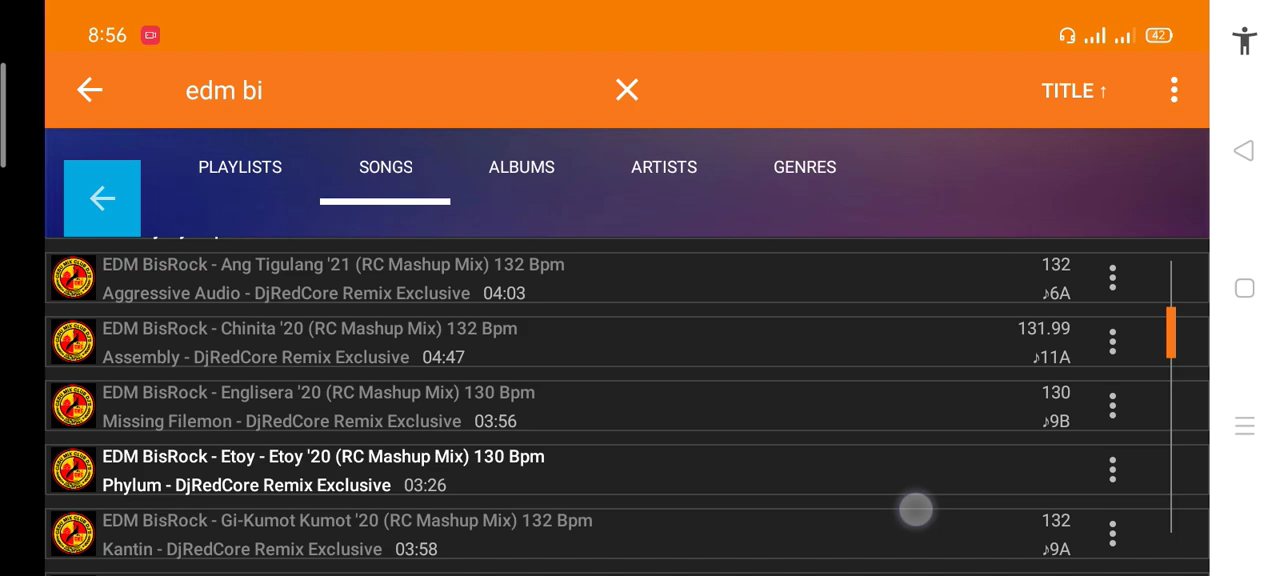 8:56
42
edm bi
TITLE ↑
PLAYLISTS SONGS ALBUMS ARTISTS GENRES
EDM BisRock - Ang Tigulang '21 (RC Mashup Mix) 132 Bpm 132
Aggressive Audio - DjRedCore Remix Exclusive 04:03 ♪6A
EDM BisRock - Chinita '20 (RC Mashup Mix) 132 Bpm 131.99
Assembly - DjRedCore Remix Exclusive 04:47 ♪11A
EDM BisRock - Englisera '20 (RC Mashup Mix) 130 Bpm 130
Missing Filemon - DjRedCore Remix Exclusive 03:56 ♪9B
EDM BisRock - Etoy - Etoy '20 (RC Mashup Mix) 130 Bpm
Phylum - DjRedCore Remix Exclusive 03:26
EDM BisRock - Gi-Kumot Kumot '20 (RC Mashup Mix) 132 Bpm 132
Kantin - DjRedCore Remix Exclusive 03:58 ♪9A